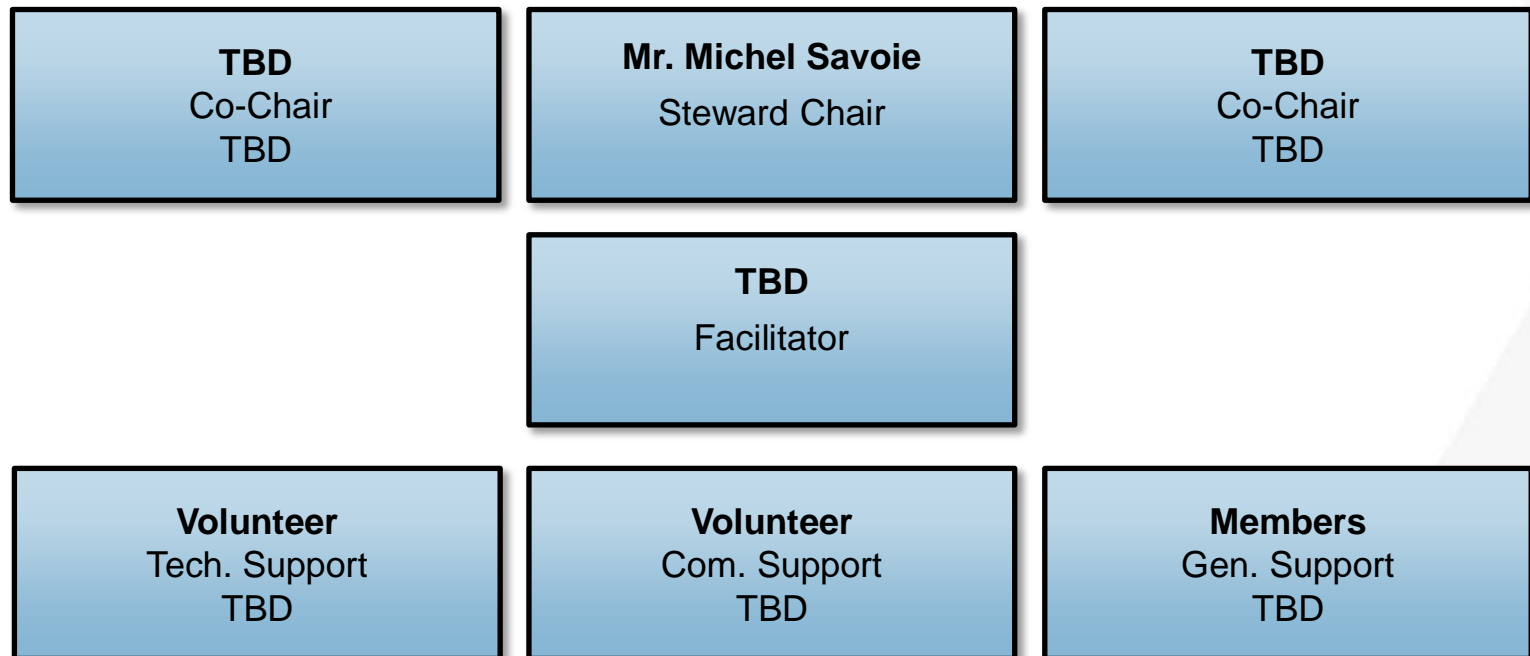 TBD
Co-Chair
TBD
Mr. Michel Savoie
Steward Chair
TBD
Co-Chair
TBD
TBD
Facilitator
Volunteer
Tech. Support
TBD
Volunteer
Com. Support
TBD
Members
Gen. Support
TBD